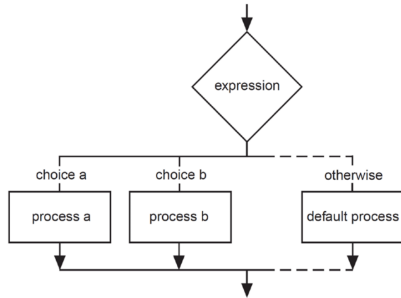 expression
choice a
choice b
otherwise
process a
process b
default process